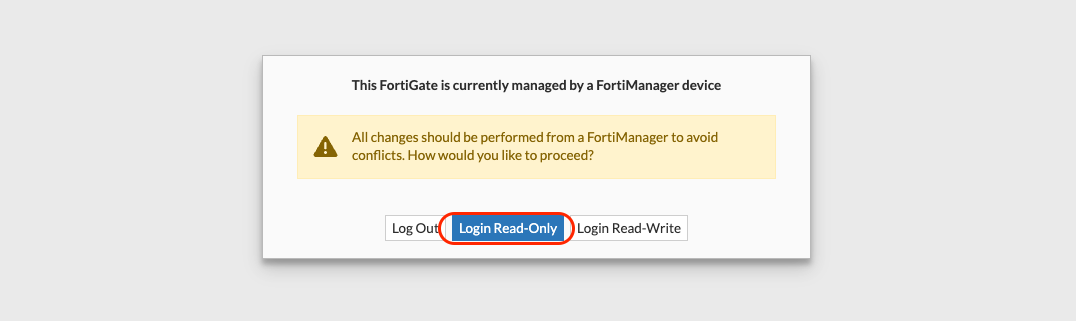 This FortiGate is currently managed by a FortiManager device
All changes should be performed from a FortiManager to avoid
conflicts. How would you like to proceed?
Log Out Login Read-Only Login Read-Write